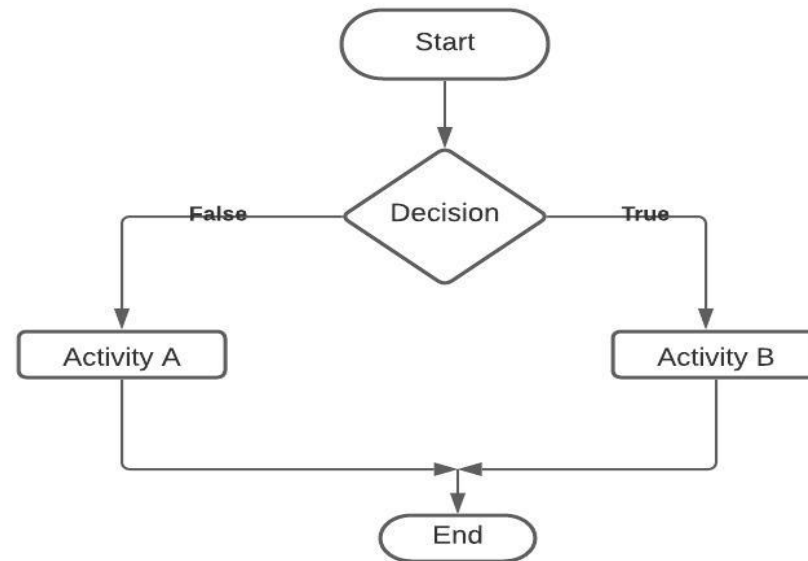 Start
Decision
False
True
Activity A
Activity B
End